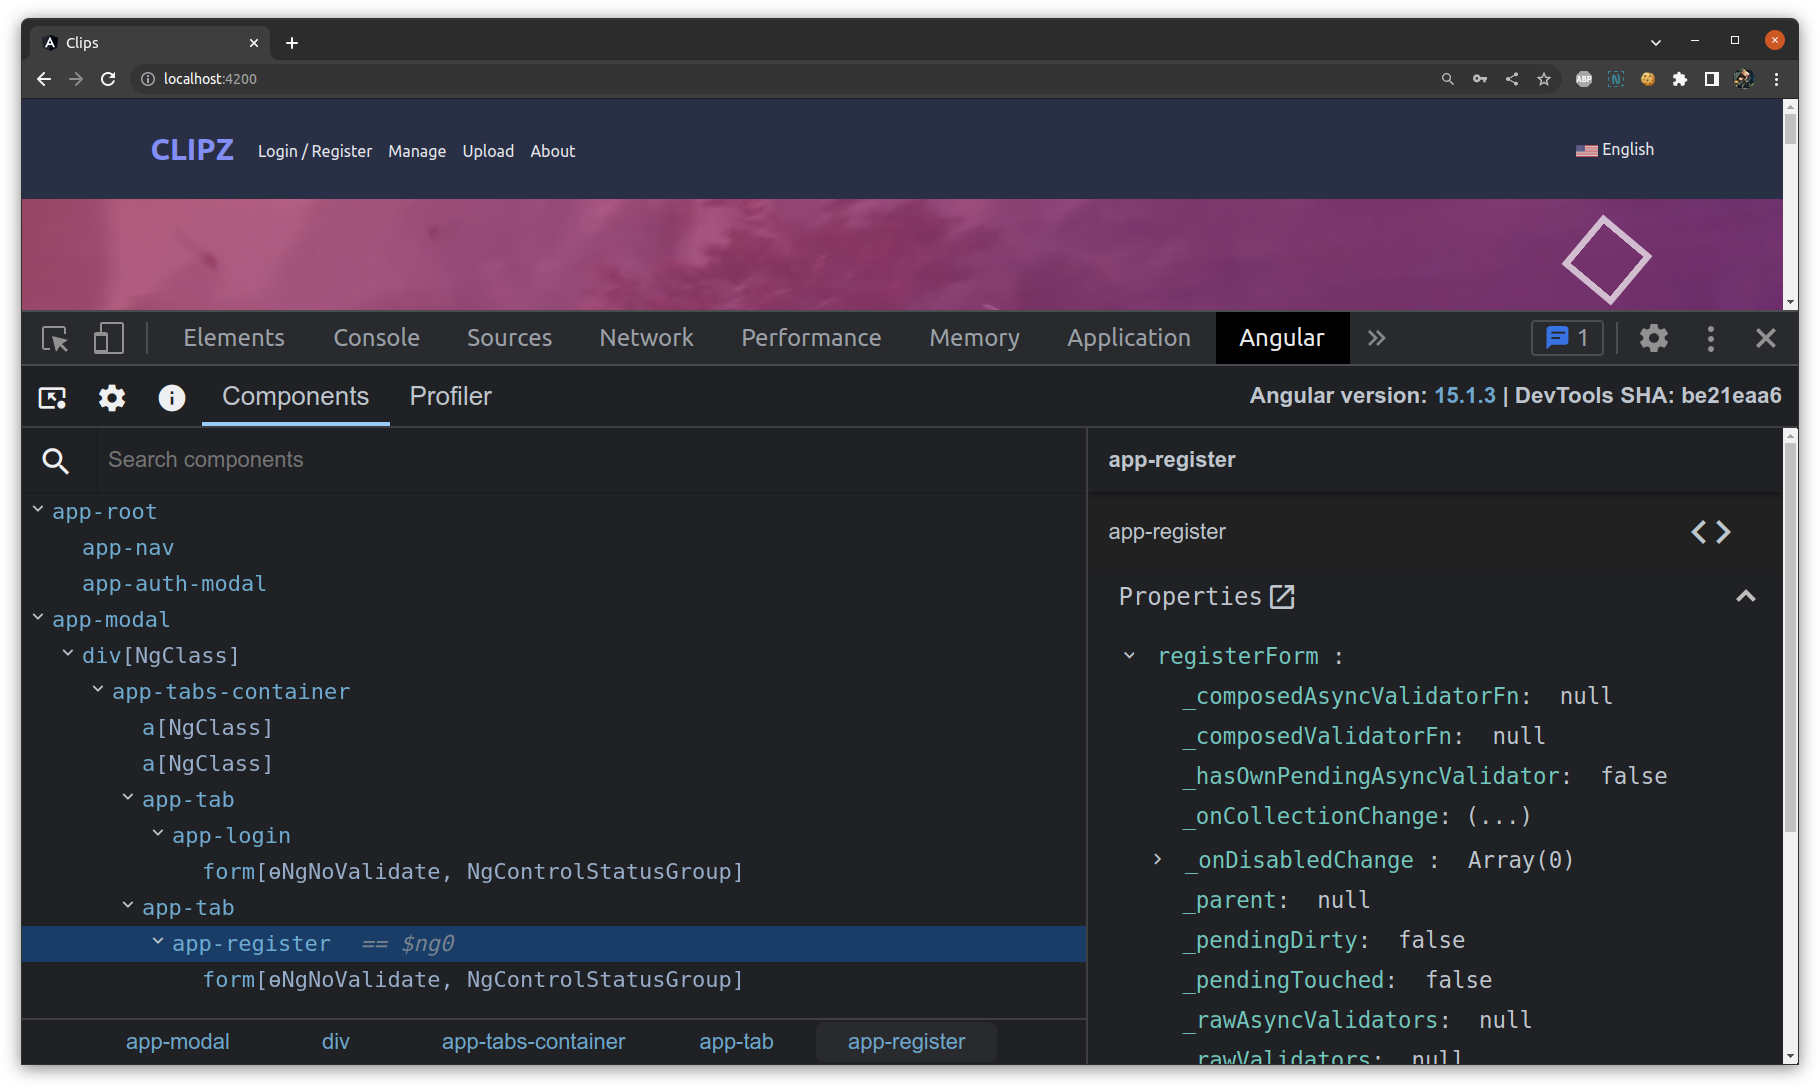 Clips
localhost:4200
ABP
N
CLIPZ Login / Register Manage Upload About English
Elements Console Sources Network Performance Memory Application Angular 1
Components Profiler Angular version: 15.1.3 | DevTools SHA: be21eaa6
Search components
app-root
app-nav
app-auth-modal
app-modal
div[NgClass]
app-tabs-container
a[NgClass]
a[NgClass]
app-tab
app-login
form[ɵNgNoValidate, NgControlStatusGroup]
app-tab
app-register == $ng0
form[ɵNgNoValidate, NgControlStatusGroup]
app-modal div app-tabs-container app-tab app-register
app-register
app-register
Properties
registerForm :
_composedAsyncValidatorFn: null
_composedValidatorFn: null
_hasOwnPendingAsyncValidator: false
_onCollectionChange: (...)
_onDisabledChange : Array(0)
_parent: null
_pendingDirty: false
_pendingTouched: false
_rawAsyncValidators: null
_rawValidators: null